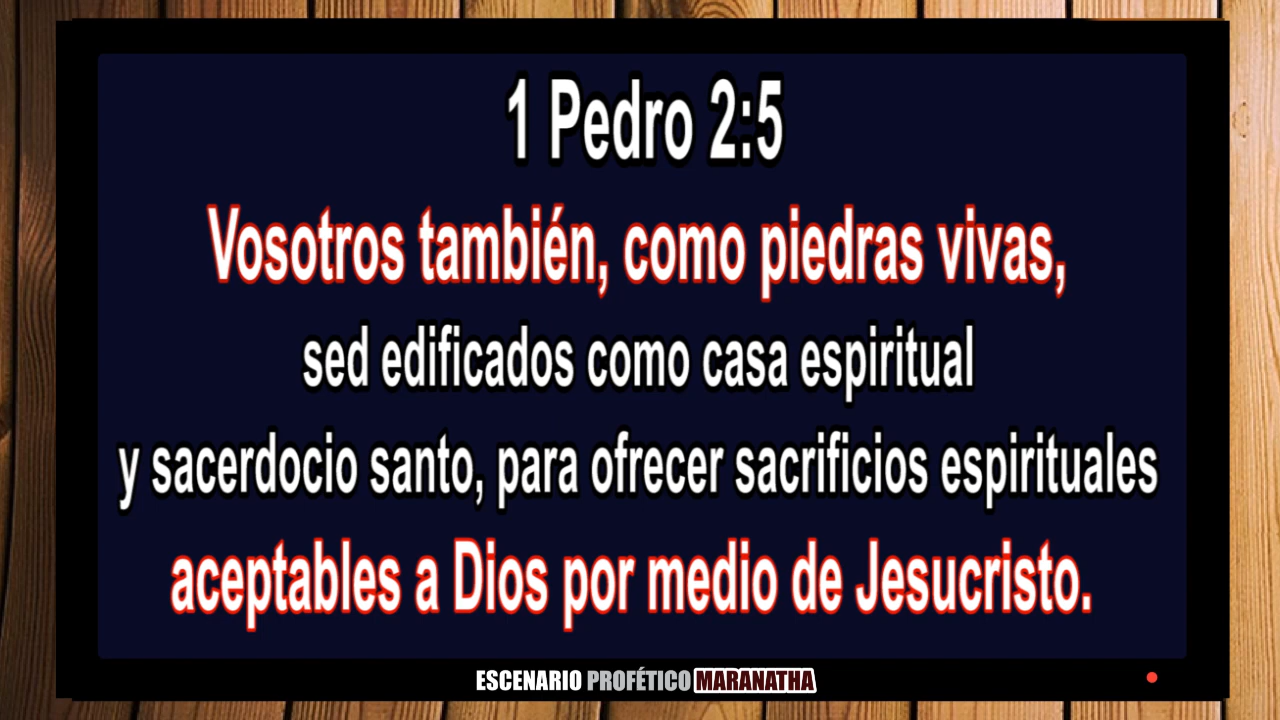 1 Pedro 2:5
Vosotros también, como piedras vivas,
sed edificados como casa espiritual
y sacerdocio santo, para ofrecer sacrificios espirituales
aceptables a Dios por medio de Jesucristo.
ESCENARIO PROFÉTICO MARANATHA